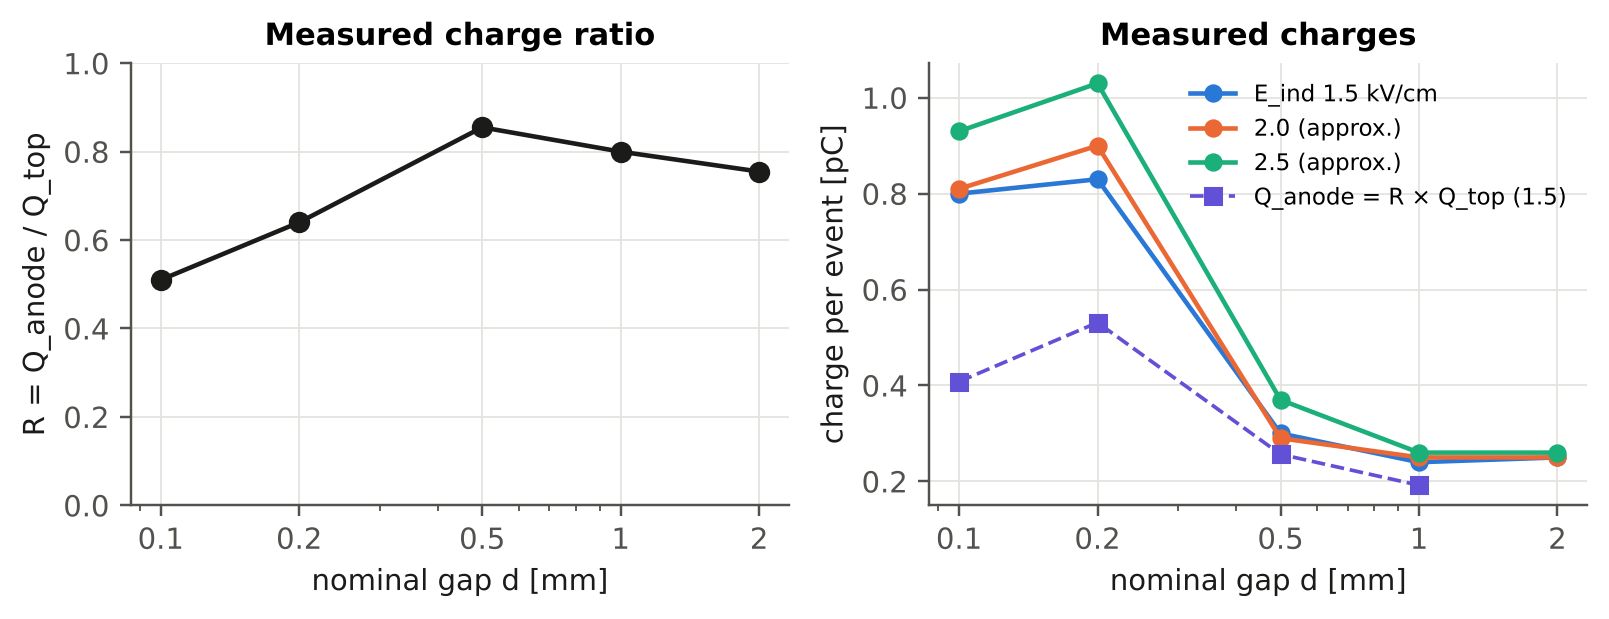 Measured charge ratio
R = Q_anode / Q_top
1.0
0.8
0.6
0.4
0.2
0.0
0.1 0.2 0.5 1 2
nominal gap d [mm]
Measured charges
charge per event [pC]
1.0
0.8
0.6
0.4
0.2
E_ind 1.5 kV/cm
2.0 (approx.)
2.5 (approx.)
Q_anode = R × Q_top (1.5)
0.1 0.2 0.5 1 2
nominal gap d [mm]